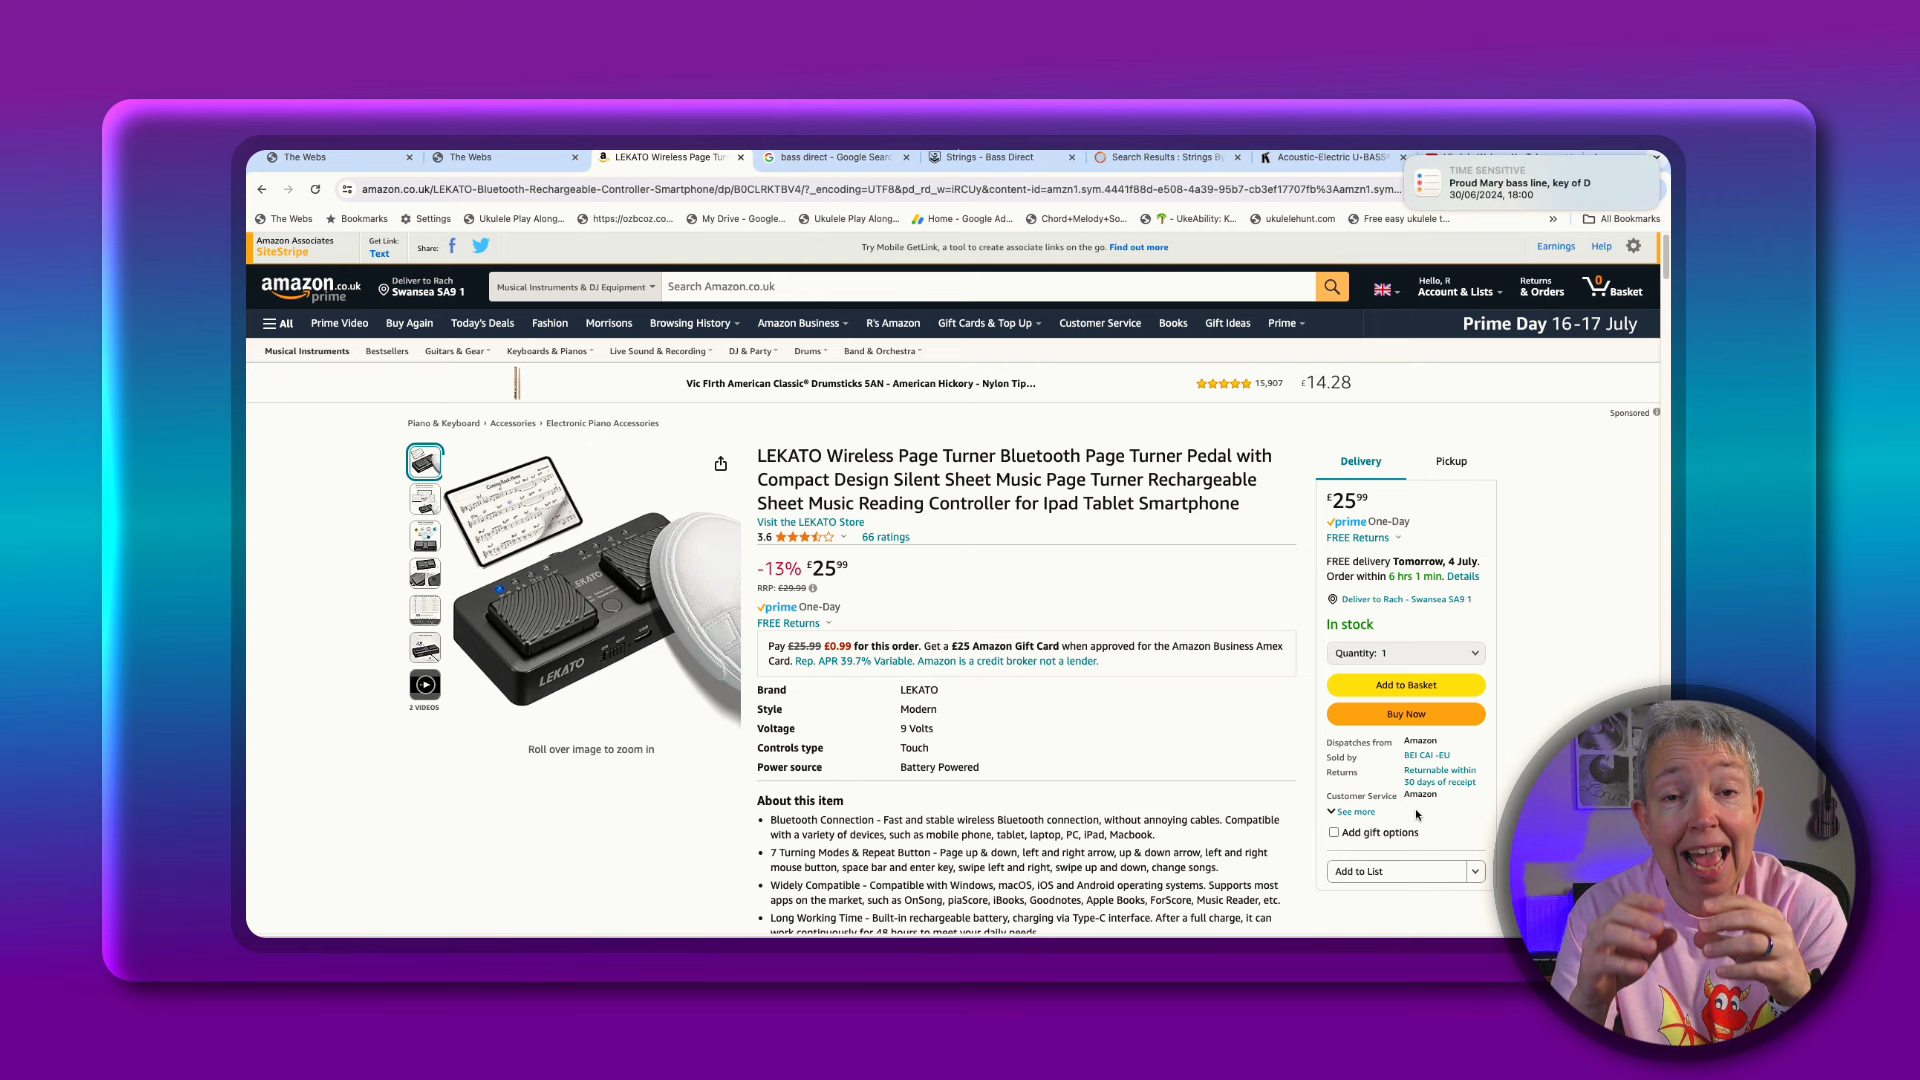 The Webs
The Webs
LEKATO Wireless Page Tur
bass direct - Google Sear
Strings - Bass Direct
Search Results : Strings By
Acoustic-Electric U•BASS®
TIME SENSITIVE
Proud Mary bass line, key of D
30/06/2024, 18:00
amazon.co.uk/LEKATO-Bluetooth-Rechargeable-Controller-Smartphone/dp/B0CLRKTBV4/?_encoding=UTF8&pd_rd_w=iRCUy&content-id=amzn1.sym.4441f88d-e508-4a39-95b7-cb3ef17707fb%3Aamzn1.sym...
The Webs
Bookmarks
Settings
Ukulele Play Along...
https://ozbcoz.co...
My Drive - Google...
Ukulele Play Along...
Home - Google Ad...
Chord+Melody+So...
- UkeAbility: K...
ukulelehunt.com
Free easy ukulele t...
»
All Bookmarks
Amazon Associates
SiteStripe
Get Link:
Text
Share:
Try Mobile GetLink, a tool to create associate links on the go. Find out more
Earnings
Help
amazon.co.uk
prime
Deliver to Rach
Swansea SA9 1
Musical Instruments & DJ Equipment
Search Amazon.co.uk
Hello, R
Account & Lists
Returns
& Orders
0
Basket
All
Prime Video
Buy Again
Today's Deals
Fashion
Morrisons
Browsing History
Amazon Business
R's Amazon
Gift Cards & Top Up
Customer Service
Books
Gift Ideas
Prime
Prime Day 16-17 July
Musical Instruments
Bestsellers
Guitars & Gear
Keyboards & Pianos
Live Sound & Recording
DJ & Party
Drums
Band & Orchestra
Vic FIrth American Classic® Drumsticks 5AN - American Hickory - Nylon Tip...
15,907
£14.28
Sponsored
Piano & Keyboard › Accessories › Electronic Piano Accessories
LEKATO
LEKATO
2 VIDEOS
Roll over image to zoom in
LEKATO Wireless Page Turner Bluetooth Page Turner Pedal with
Compact Design Silent Sheet Music Page Turner Rechargeable
Sheet Music Reading Controller for Ipad Tablet Smartphone
Visit the LEKATO Store
3.6
66 ratings
-13% £25⁹⁹
RRP: £29.99
prime One-Day
FREE Returns
Pay £25.99 £0.99 for this order. Get a £25 Amazon Gift Card when approved for the Amazon Business Amex
Card. Rep. APR 39.7% Variable. Amazon is a credit broker not a lender.
Brand LEKATO
Style Modern
Voltage 9 Volts
Controls type Touch
Power source Battery Powered
About this item
• Bluetooth Connection - Fast and stable wireless Bluetooth connection, without annoying cables. Compatible
with a variety of devices, such as mobile phone, tablet, laptop, PC, iPad, Macbook.
• 7 Turning Modes & Repeat Button - Page up & down, left and right arrow, up & down arrow, left and right
mouse button, space bar and enter key, swipe left and right, swipe up and down, change songs.
• Widely Compatible - Compatible with Windows, macOS, iOS and Android operating systems. Supports most
apps on the market, such as OnSong, piaScore, iBooks, Goodnotes, Apple Books, ForScore, Music Reader, etc.
• Long Working Time - Built-in rechargeable battery, charging via Type-C interface. After a full charge, it can
work continuously for 48 hours to meet your daily needs.
Delivery
Pickup
£25⁹⁹
prime One-Day
FREE Returns
FREE delivery Tomorrow, 4 July.
Order within 6 hrs 1 min. Details
Deliver to Rach - Swansea SA9 1
In stock
Quantity: 1
Add to Basket
Buy Now
Dispatches from Amazon
Sold by BEI CAI -EU
Returns Returnable within
30 days of receipt
Customer Service Amazon
See more
Add gift options
Add to List